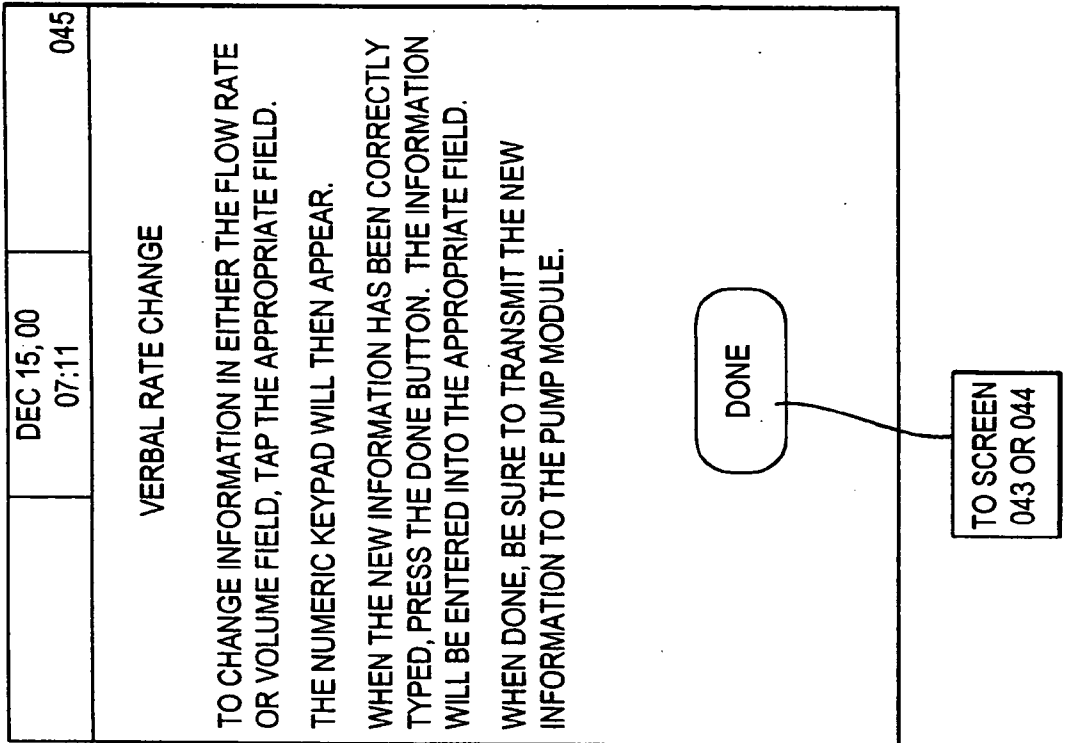 DEC 15, 00
07:11
045
VERBAL RATE CHANGE
TO CHANGE INFORMATION IN EITHER THE FLOW RATE
OR VOLUME FIELD, TAP THE APPROPRIATE FIELD.
THE NUMERIC KEYPAD WILL THEN APPEAR.
WHEN THE NEW INFORMATION HAS BEEN CORRECTLY
TYPED, PRESS THE DONE BUTTON. THE INFORMATION
WILL BE ENTERED INTO THE APPROPRIATE FIELD.
WHEN DONE, BE SURE TO TRANSMIT THE NEW
INFORMATION TO THE PUMP MODULE.
DONE
TO SCREEN
043 OR 044